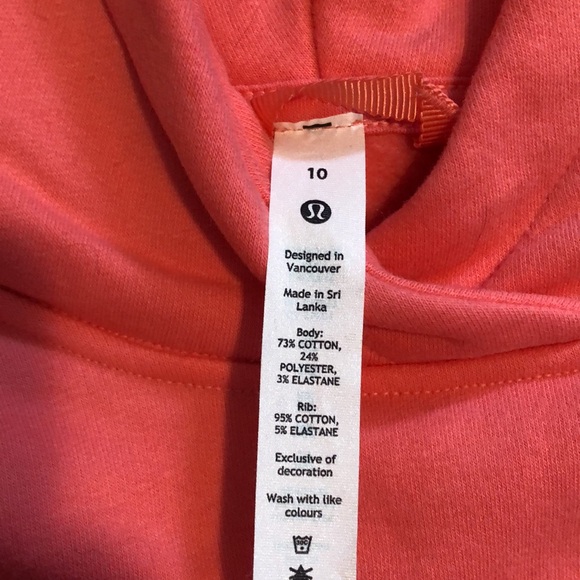 10
Designed in
Vancouver
Made in Sri
Lanka
Body:
73% COTTON,
24%
POLYESTER,
3% ELASTANE
Rib:
95% COTTON,
5% ELASTANE
Exclusive of
decoration
Wash with like
colours
30C